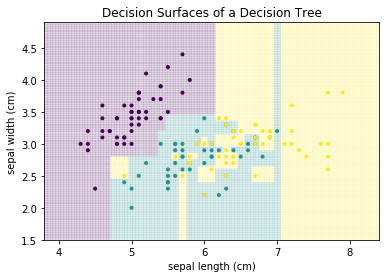 Decision Surfaces of a Decision Tree
sepal width (cm)
4.5
4.0
3.5
3.0
2.5
2.0
1.5
4 5 6 7 8
sepal length (cm)